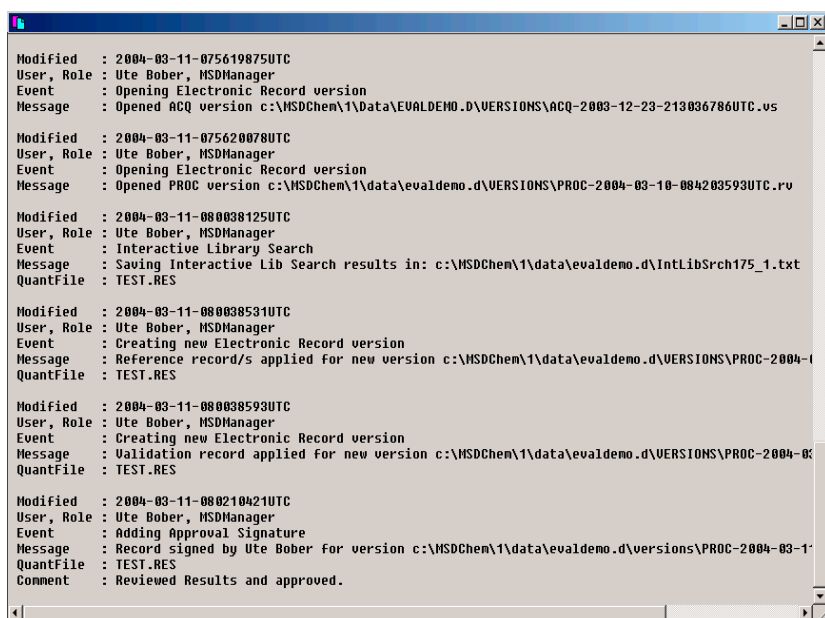 Modified : 2004-03-11-075619875UTC
User, Role : Ute Bober, MSDManager
Event : Opening Electronic Record version
Message : Opened ACQ version c:\MSDChem\1\Data\EVALDEMO.D\VERSIONS\ACQ-2003-12-23-213036786UTC.vs
Modified : 2004-03-11-075620078UTC
User, Role : Ute Bober, MSDManager
Event : Opening Electronic Record version
Message : Opened PROC version c:\MSDChem\1\data\evaldemo.d\VERSIONS\PROC-2004-03-10-084203593UTC.rv
Modified : 2004-03-11-080038125UTC
User, Role : Ute Bober, MSDManager
Event : Interactive Library Search
Message : Saving Interactive Lib Search results in: c:\MSDChem\1\data\evaldemo.d\IntLibSrch175_1.txt
QuantFile : TEST.RES
Modified : 2004-03-11-080038531UTC
User, Role : Ute Bober, MSDManager
Event : Creating new Electronic Record version
Message : Reference record/s applied for new version c:\MSDChem\1\data\evaldemo.d\VERSIONS\PROC-2004-
QuantFile : TEST.RES
Modified : 2004-03-11-080038593UTC
User, Role : Ute Bober, MSDManager
Event : Creating new Electronic Record version
Message : Validation record applied for new version c:\MSDChem\1\data\evaldemo.d\VERSIONS\PROC-2004-03
QuantFile : TEST.RES
Modified : 2004-03-11-080210421UTC
User, Role : Ute Bober, MSDManager
Event : Adding Approval Signature
Message : Record signed by Ute Bober for version c:\MSDChem\1\data\evaldemo.d\versions\PROC-2004-03-1
QuantFile : TEST.RES
Comment : Reviewed Results and approved.